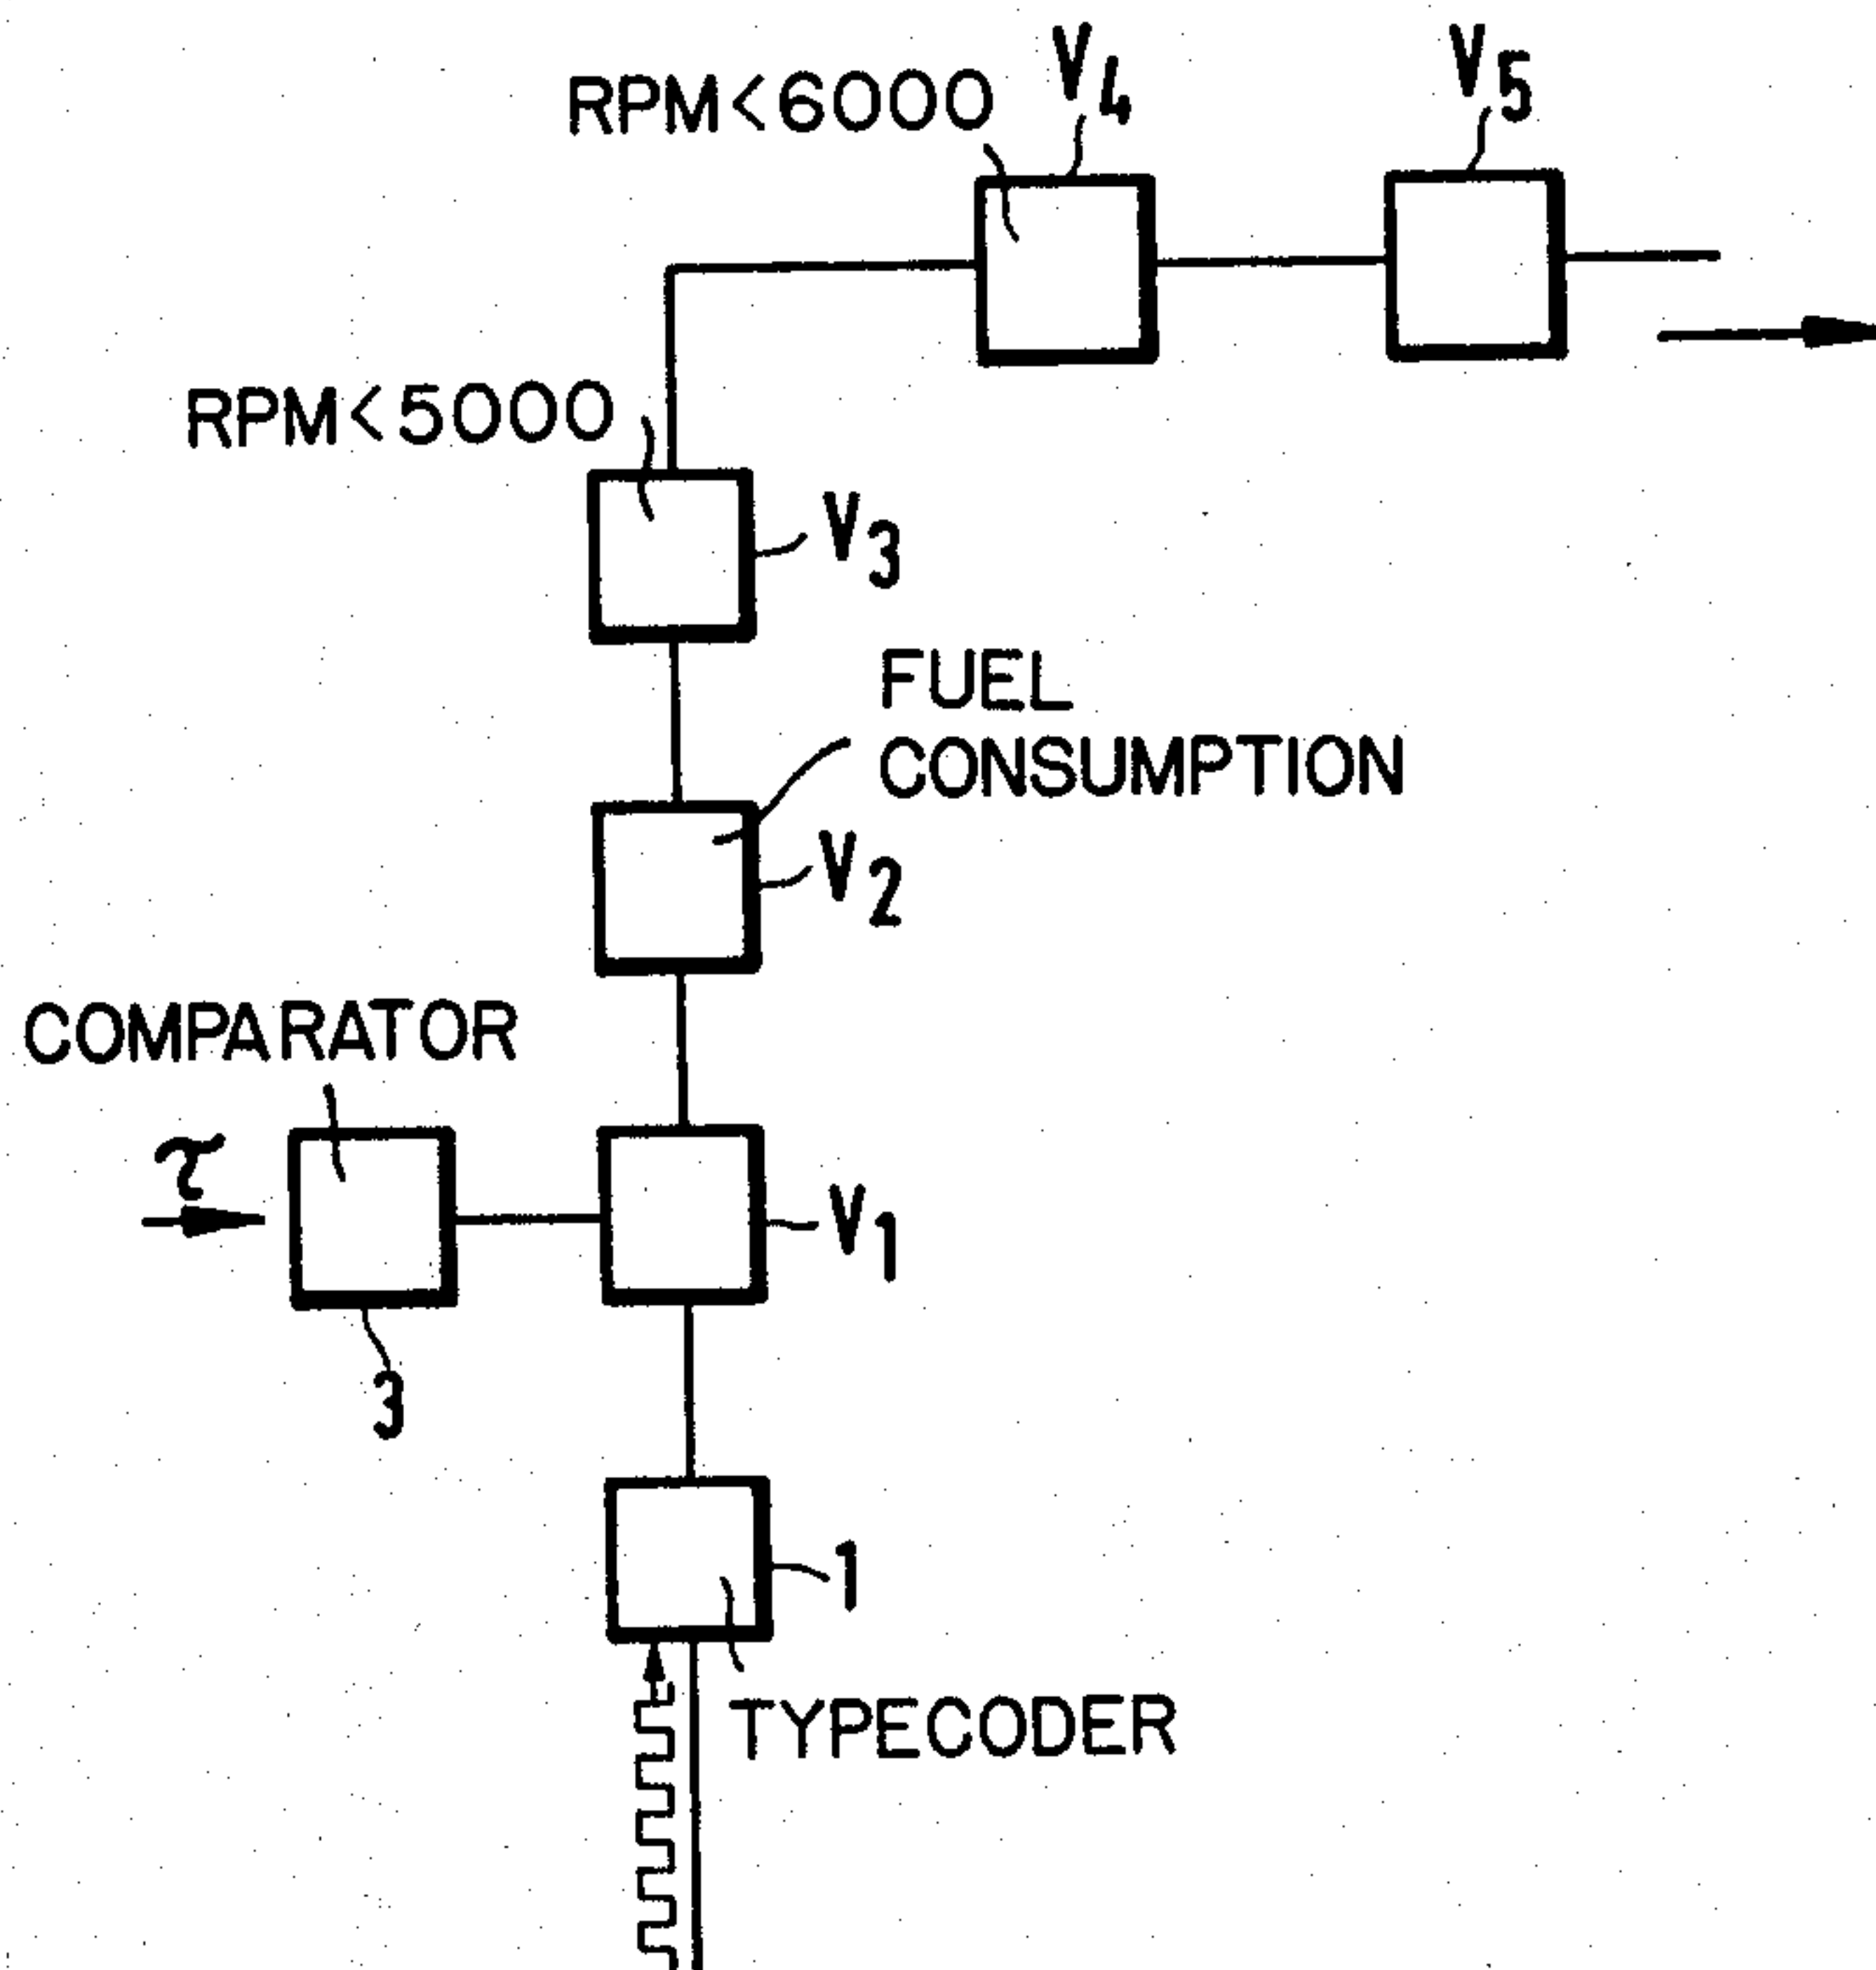 RPM<6000
V4
V5
RPM<5000
V3
FUEL
CONSUMPTION
V2
COMPARATOR
τ
V1
3
1
TYPECODER